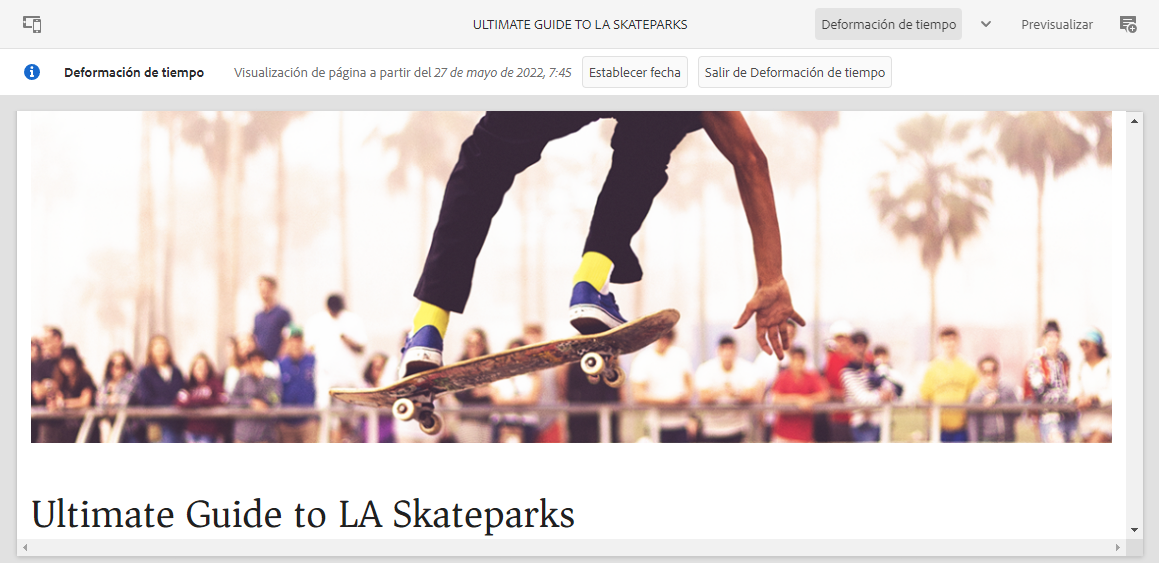 ULTIMATE GUIDE TO LA SKATEPARKS Deformación de tiempo Previsualizar
Deformación de tiempo Visualización de página a partir del 27 de mayo de 2022, 7:45 Establecer fecha Salir de Deformación de tiempo
Ultimate Guide to LA Skateparks